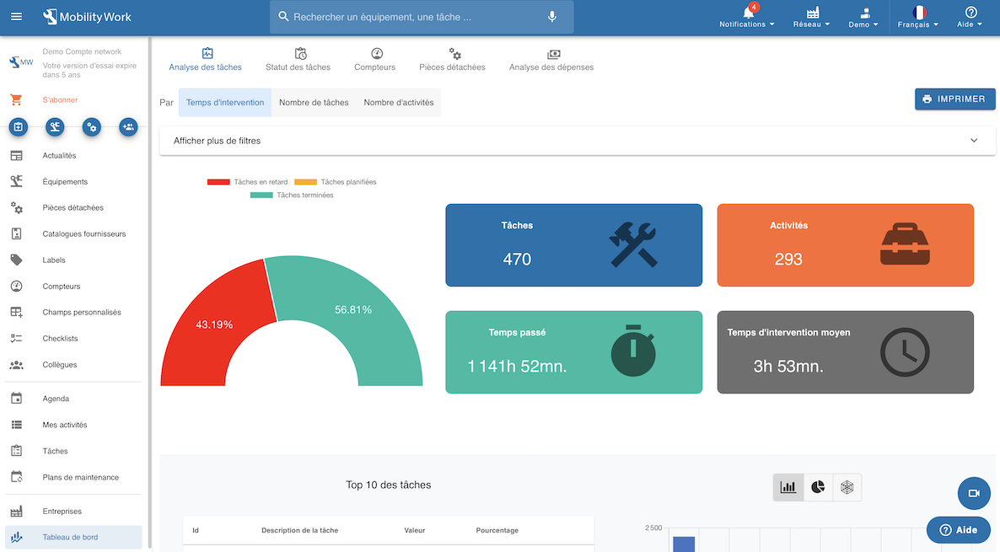 MobilityWork
Rechercher un équipement, une tâche ...
4
Notifications
Réseau
Demo
Français
Aide
MW
Demo Compte network
Votre version d'essai expire
dans 5 ans
S'abonner
Actualités
Équipements
Pièces détachées
Catalogues fournisseurs
Labels
Compteurs
Champs personnalisés
Checklists
Collègues
Agenda
Mes activités
Tâches
Plans de maintenance
Entreprises
Tableau de bord
Analyse des tâches
Statut des tâches
Compteurs
Pièces détachées
Analyse des dépenses
Par
Temps d'intervention
Nombre de tâches
Nombre d'activités
IMPRIMER
Afficher plus de filtres
Tâches en retard
Tâches planifiées
Tâches terminées
43.19%
56.81%
Tâches
470
Activités
293
Temps passé
1 141h 52mn.
Temps d'intervention moyen
3h 53mn.
Top 10 des tâches
Id
Description de la tâche
Valeur
Pourcentage
2 500
Aide